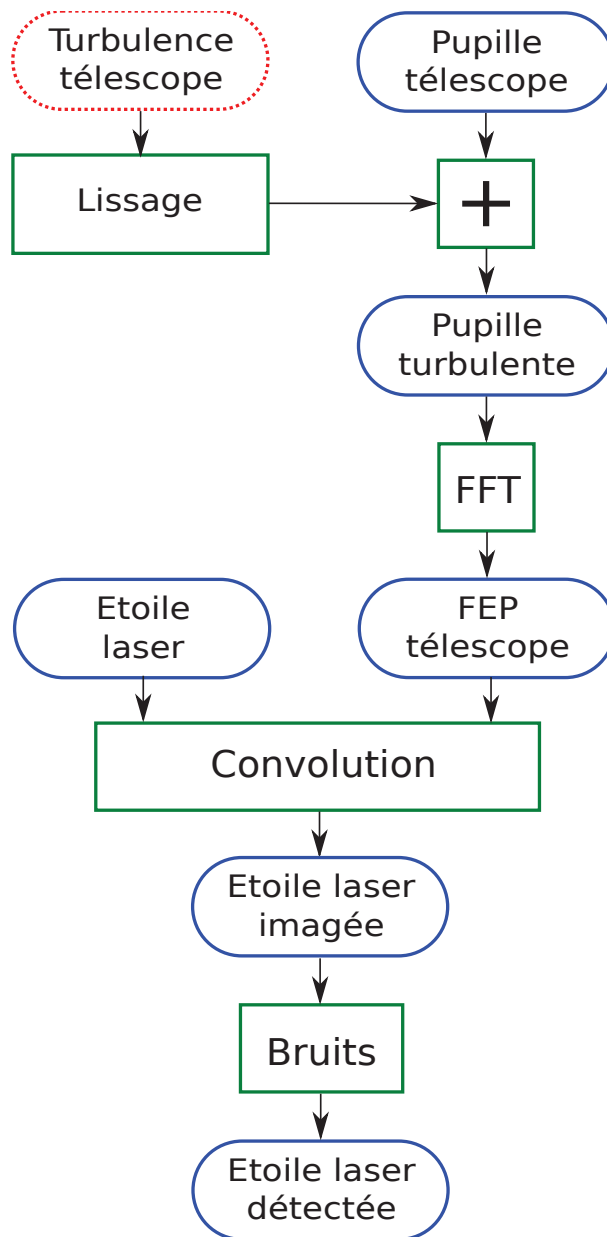 Turbulence
télescope
Pupille
télescope
Lissage
+
Pupille
turbulente
FFT
Etoile
laser
FEP
télescope
Convolution
Etoile laser
imagée
Bruits
Etoile laser
détectée